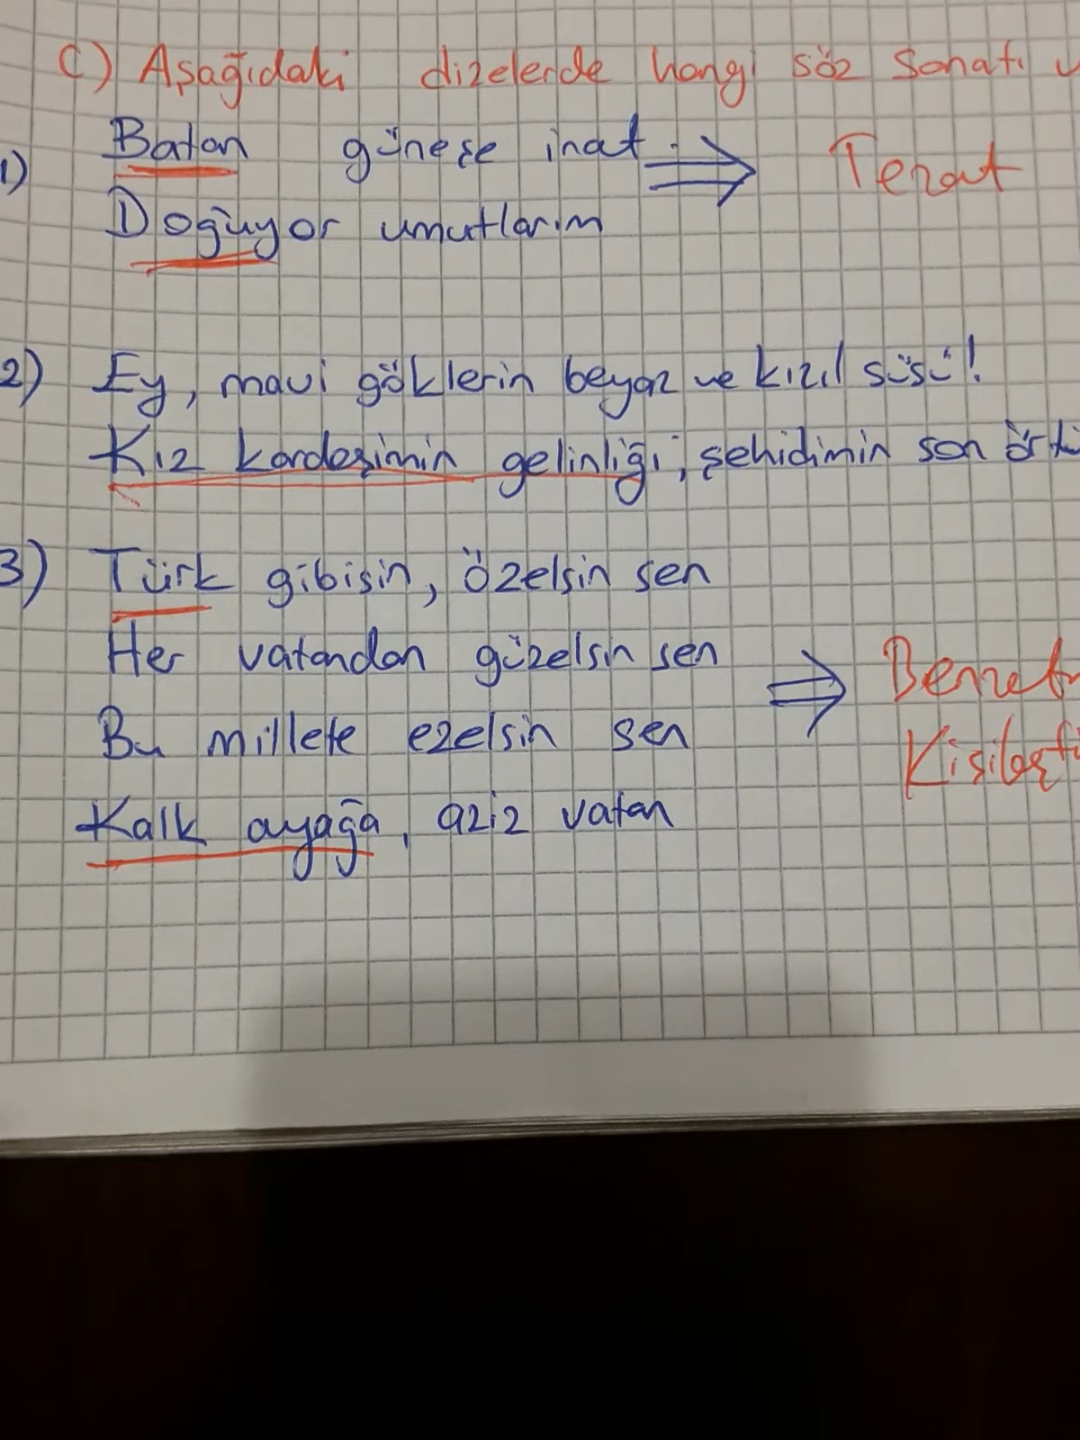 C) Aşağıdaki dizelerde hangi söz sanatı
1) Batan güneşe inat ⇒ Tezat
Doğuyor umutlarım
2) Ey, mavi göklerin beyaz ve kızıl süsü!
Kız kardeşimin gelinliği, şehidimin son
3) Türk gibisin, özelsin sen
Her vatandan güzelsin sen ⇒
Bu millete ezelsin sen
Kalk ayağa, aziz vatan